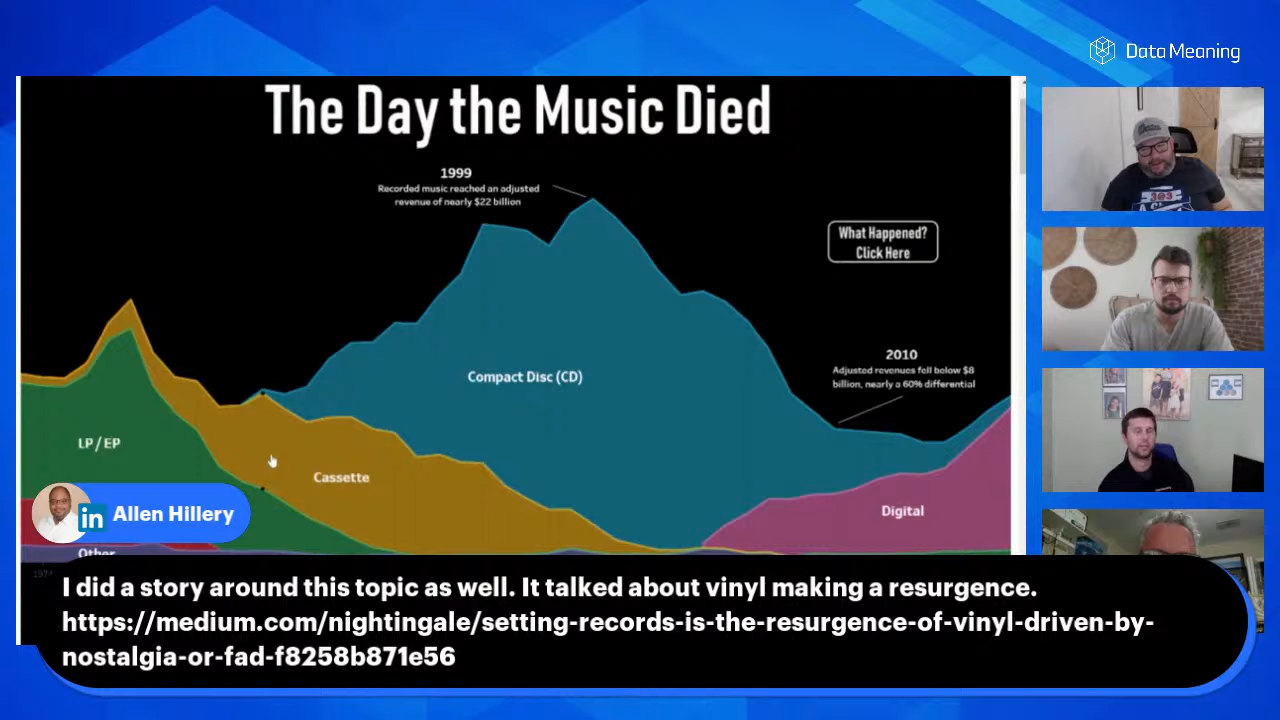 Data Meaning
The Day the Music Died
1999
Recorded music reached an adjusted
revenue of nearly $22 billion
What Happened?
Click Here
2010
Adjusted revenues fell below $8
billion, nearly a 60% differential
Compact Disc (CD)
LP / EP
Cassette
Digital
Other
in Allen Hillery
I did a story around this topic as well. It talked about vinyl making a resurgence.
https://medium.com/nightingale/setting-records-is-the-resurgence-of-vinyl-driven-by-
nostalgia-or-fad-f8258b871e56
303